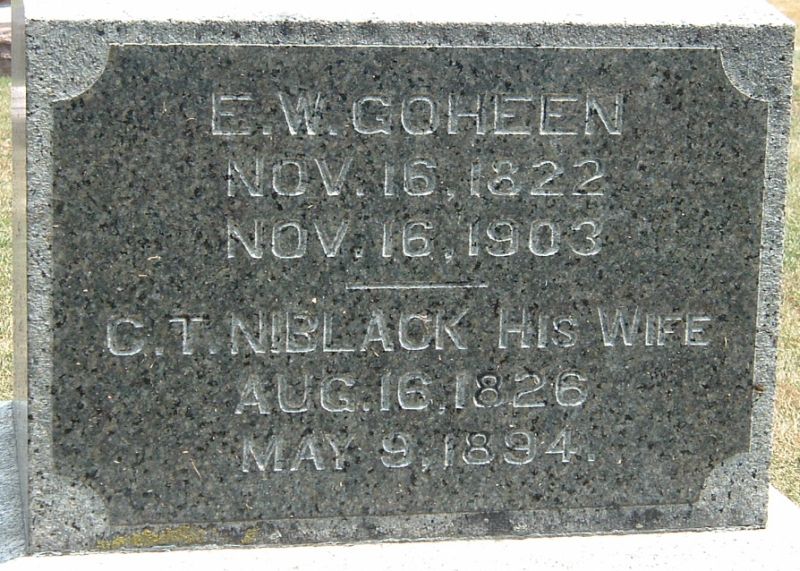 E.W. GOHEEN
NOV. 16, 1822
NOV. 16, 1903
C.T. NIBLACK HIS WIFE
AUG. 16, 1826
MAY 9, 1894.